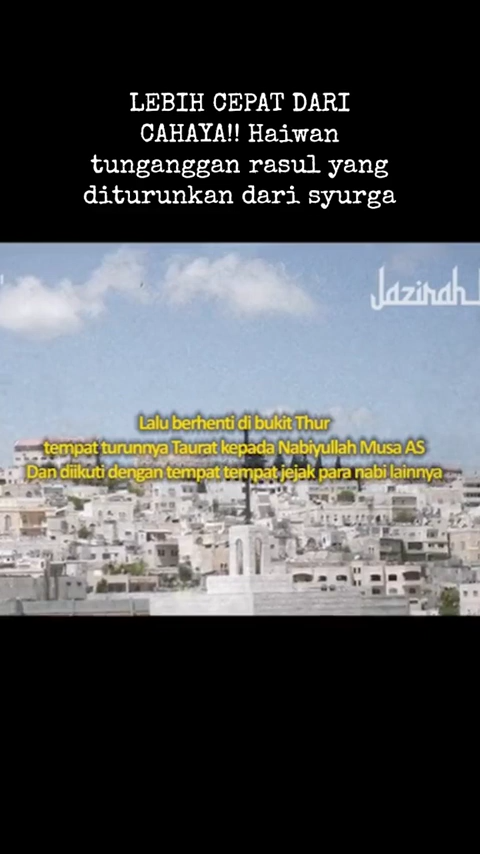 LEBIH CEPAT DARI
CAHAYA!! Haiwan
tunganggan rasul yang
diturunkan dari syurga
Jazirah
Lalu berhenti di bukit Thur
tempat turunnya Taurat kepada Nabiyullah Musa AS
Dan diikuti dengan tempat tempat jejak para nabi lainnya